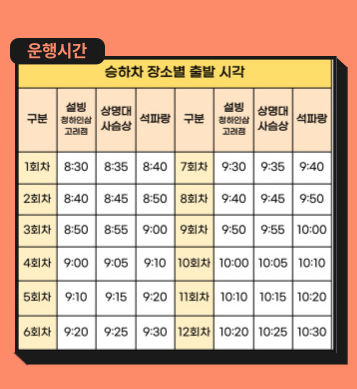 운행시간
승하차 장소별 출발 시각
구분 설빙 청하인삼 고려점 상명대 사슴상 석파랑 구분 설빙 청하인삼 고려점 상명대 사슴상 석파랑
1회차 8:30 8:35 8:40 7회차 9:30 9:35 9:40
2회차 8:40 8:45 8:50 8회차 9:40 9:45 9:50
3회차 8:50 8:55 9:00 9회차 9:50 9:55 10:00
4회차 9:00 9:05 9:10 10회차 10:00 10:05 10:10
5회차 9:10 9:15 9:20 11회차 10:10 10:15 10:20
6회차 9:20 9:25 9:30 12회차 10:20 10:25 10:30